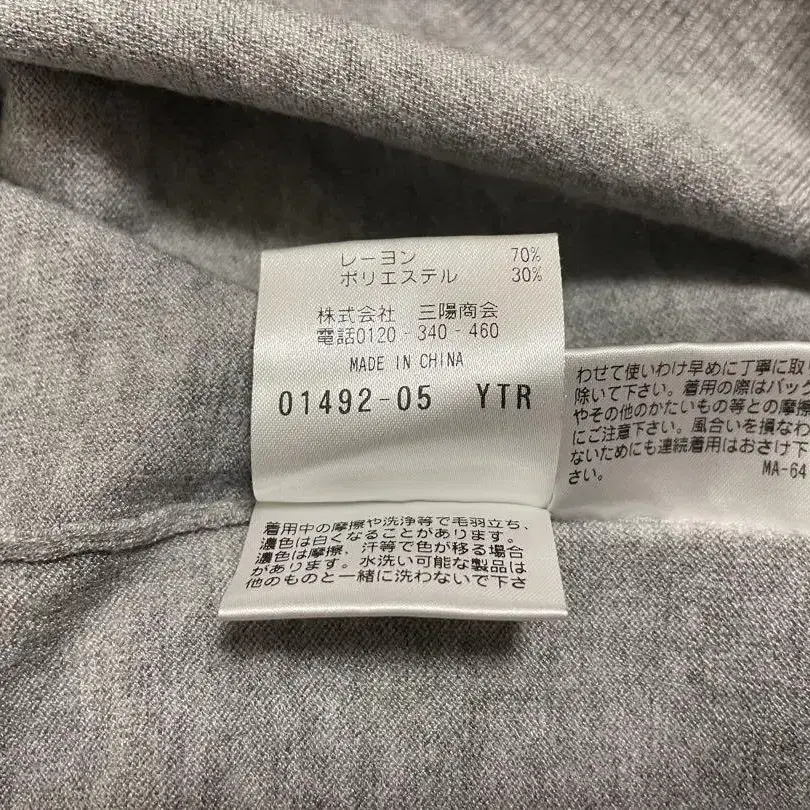 レーヨン 70%
ポリエステル 30%
株式会社 三陽商会
電話0120-340-460
MADE IN CHINA
01492-05 YTR
わせて使いわけ早めに丁寧に取り
除いて下さい。着用の際はバッグ
やその他のかたいもの等との摩擦
にご注意下さい。風合いを損なわ
ないためにも連続着用はおさけ下
さい。
MA-64
着用中の摩擦や洗浄等で毛羽立ち、
濃色は白くなることがあります。
濃色は摩擦、汗等で色が移る場合
があります。水洗い可能な製品は
他のものと一緒に洗わないで下さ